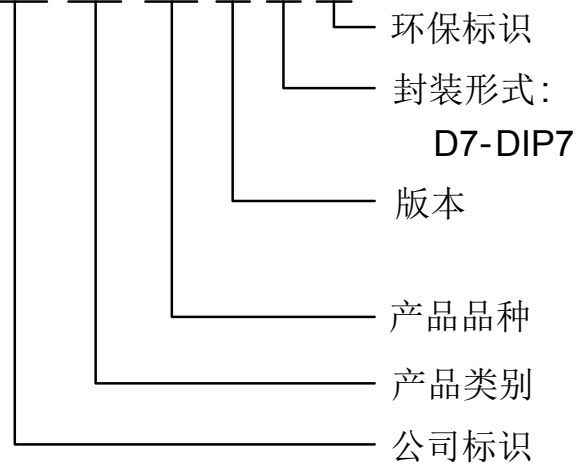 环保标识
封装形式:
D7-DIP7
版本
产品品种
产品类别
公司标识